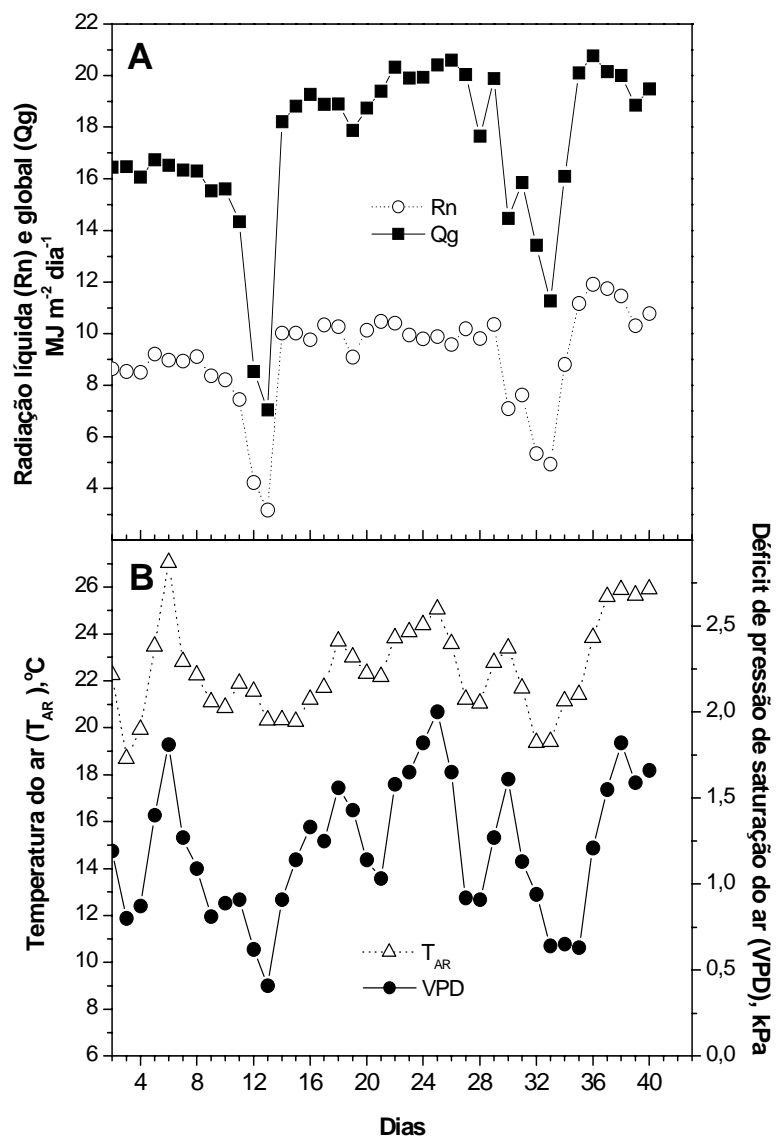 A
22
20
18
16
14
12
10
8
6
4
Radiação líquida (Rn) e global (Qg)
MJ m⁻² dia⁻¹
Rn
Qg
B
26
24
22
20
18
16
14
12
10
8
6
Temperatura do ar (T_AR ),ºC
2,5
2,0
1,5
1,0
0,5
0,0
Déficit de pressão de saturação do ar (VPD), kPa
T_AR
VPD
4 8 12 16 20 24 28 32 36 40
Dias